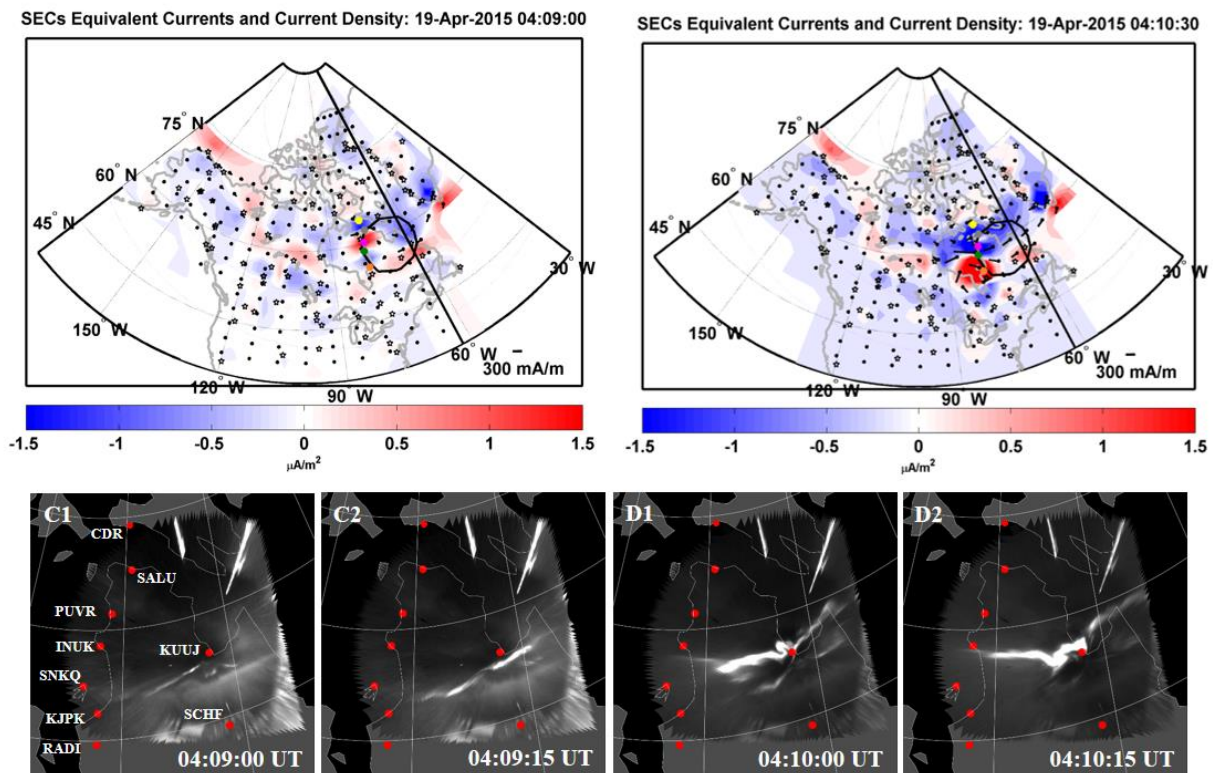 SECs Equivalent Currents and Current Density: 19-Apr-2015 04:09:00
75° N
60° N
45° N
150° W
120° W
90° W
60° W
30° W
300 mA/m
-1.5 -1 -0.5 0 0.5 1 1.5
µA/m²
SECs Equivalent Currents and Current Density: 19-Apr-2015 04:10:30
75° N
60° N
45° N
150° W
120° W
90° W
60° W
30° W
300 mA/m
-1.5 -1 -0.5 0 0.5 1 1.5
µA/m²
C1
CDR
SALU
PUVR
INUK
KUUJ
SNKQ
KJPK
SCHF
RADI
04:09:00 UT
C2
04:09:15 UT
D1
04:10:00 UT
D2
04:10:15 UT